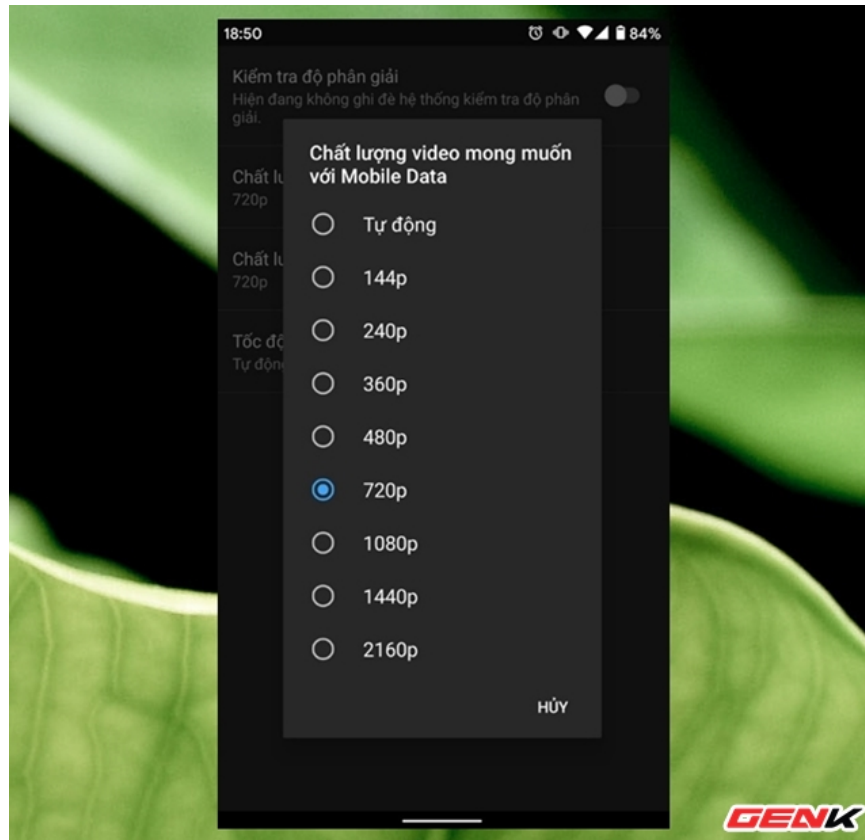 18:50
84%
Kiểm tra độ phân giải
Hiện đang không ghi đè hệ thống kiểm tra độ phân
giải.
Chất lượng video mong muốn
với Mobile Data
Chất
720p
Tự động
144p
Chất
720p
240p
Tốc độ
Tự động
360p
480p
720p
1080p
1440p
2160p
HỦY
GENK